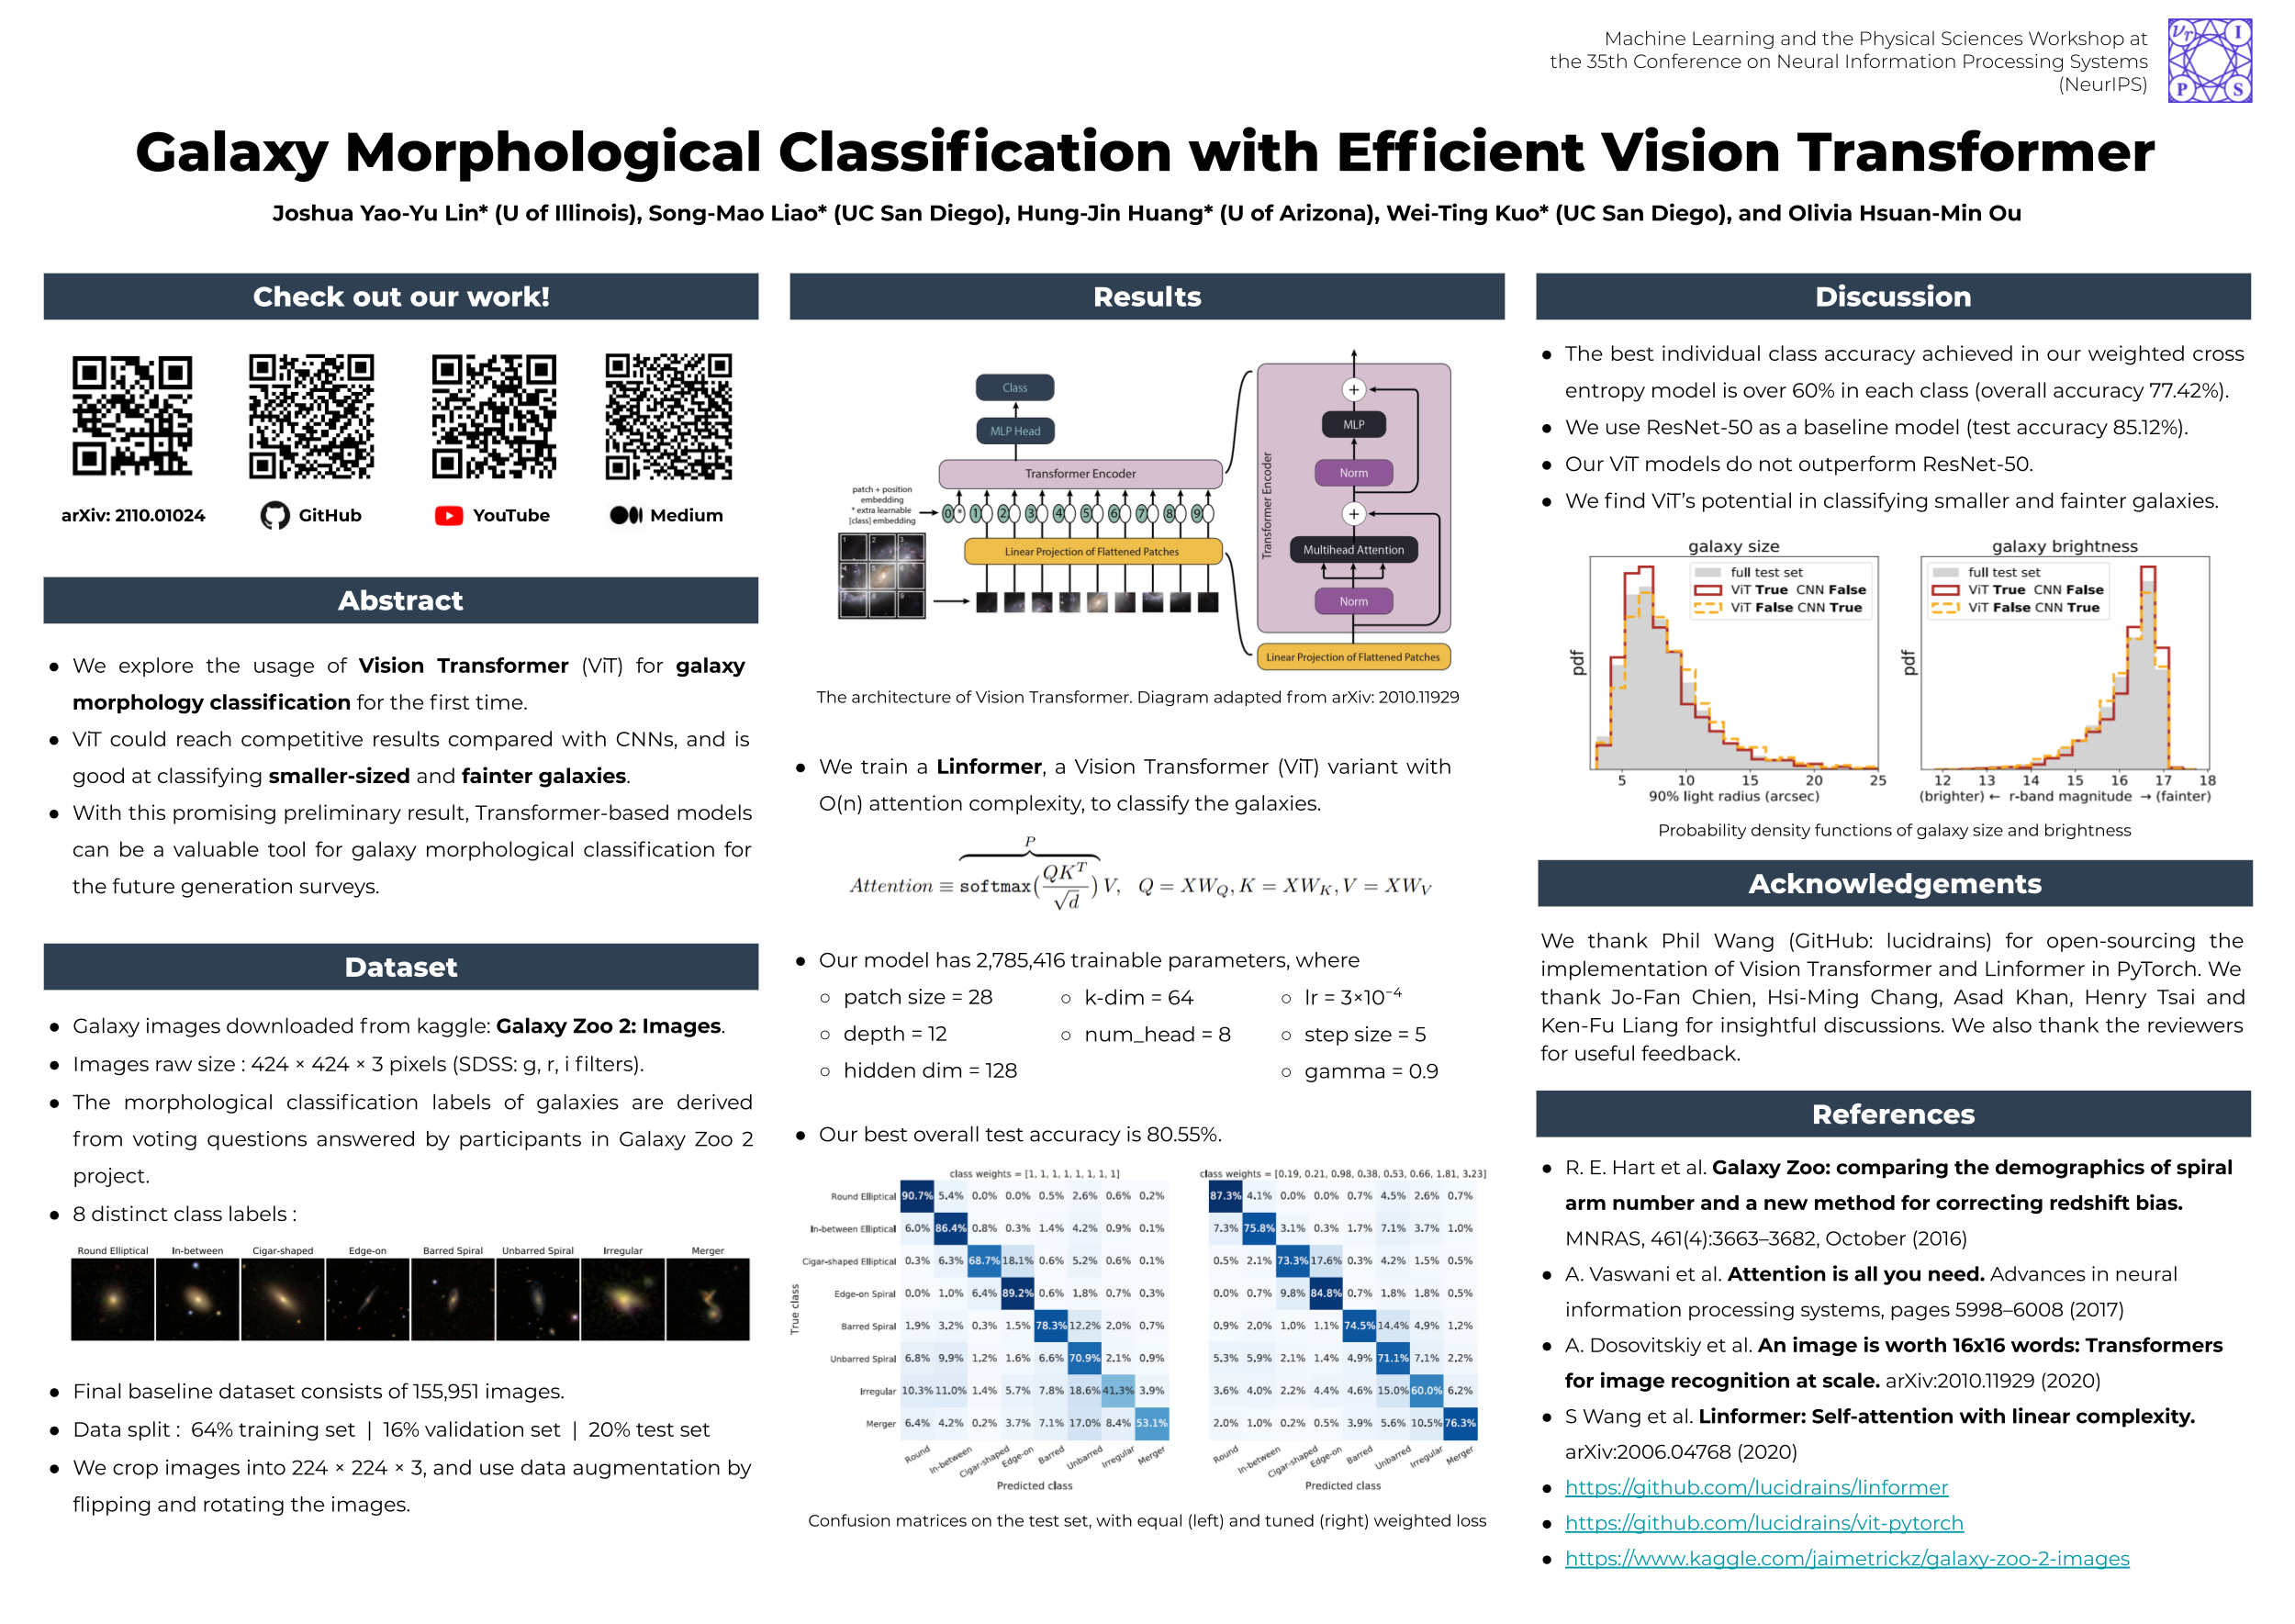 Machine Learning and the Physical Sciences Workshop at
the 35th Conference on Neural Information Processing Systems
(NeurIPS)
Galaxy Morphological Classification with Efficient Vision Transformer
Joshua Yao-Yu Lin* (U of Illinois), Song-Mao Liao* (UC San Diego), Hung-Jin Huang* (U of Arizona), Wei-Ting Kuo* (UC San Diego), and Olivia Hsuan-Min Ou
Check out our work!
arXiv: 2110.01024
GitHub
YouTube
Medium
Abstract
● We explore the usage of Vision Transformer (ViT) for galaxy
morphology classification for the first time.
● ViT could reach competitive results compared with CNNs, and is
good at classifying smaller-sized and fainter galaxies.
● With this promising preliminary result, Transformer-based models
can be a valuable tool for galaxy morphological classification for
the future generation surveys.
Dataset
● Galaxy images downloaded from kaggle: Galaxy Zoo 2: Images.
● Images raw size : 424 × 424 × 3 pixels (SDSS: g, r, i filters).
● The morphological classification labels of galaxies are derived
from voting questions answered by participants in Galaxy Zoo 2
project.
● 8 distinct class labels :
Round Elliptical In-between Cigar-shaped Edge-on Barred Spiral Unbarred Spiral Irregular Merger
● Final baseline dataset consists of 155,951 images.
● Data split : 64% training set | 16% validation set | 20% test set
● We crop images into 224 × 224 × 3, and use data augmentation by
flipping and rotating the images.
Results
Class
MLP Head
Transformer Encoder
patch + position
embedding
* extra learnable
[class] embedding
0 * 1 2 3 4 5 6 7 8 9
Linear Projection of Flattened Patches
1 2 3
4 5 6
7 8 9
Transformer Encoder
+
MLP
Norm
+
Multihead Attention
Norm
Linear Projection of Flattened Patches
The architecture of Vision Transformer. Diagram adapted from arXiv: 2010.11929
● We train a Linformer, a Vision Transformer (ViT) variant with
O(n) attention complexity, to classify the galaxies.
P
Attention ≡ softmax(QK^T / √d) V, Q = XW_Q, K = XW_K, V = XW_V
● Our model has 2,785,416 trainable parameters, where
○ patch size = 28 ○ k-dim = 64 ○ lr = 3×10⁻⁴
○ depth = 12 ○ num_head = 8 ○ step size = 5
○ hidden dim = 128 ○ gamma = 0.9
● Our best overall test accuracy is 80.55%.
class weights = [1, 1, 1, 1, 1, 1, 1, 1]
True class
Round Elliptical 90.7% 5.4% 0.0% 0.0% 0.5% 2.6% 0.6% 0.2%
In-between Elliptical 6.0% 86.4% 0.8% 0.3% 1.4% 4.2% 0.9% 0.1%
Cigar-shaped Elliptical 0.3% 6.3% 68.7% 18.1% 0.6% 5.2% 0.6% 0.1%
Edge-on Spiral 0.0% 1.0% 6.4% 89.2% 0.6% 1.8% 0.7% 0.3%
Barred Spiral 1.9% 3.2% 0.3% 1.5% 78.3% 12.2% 2.0% 0.7%
Unbarred Spiral 6.8% 9.9% 1.2% 1.6% 6.6% 70.9% 2.1% 0.9%
Irregular 10.3% 11.0% 1.4% 5.7% 7.8% 18.6% 41.3% 3.9%
Merger 6.4% 4.2% 0.2% 3.7% 7.1% 17.0% 8.4% 53.1%
Round In-between Cigar-shaped Edge-on Barred Unbarred Irregular Merger
Predicted class
class weights = [0.19, 0.21, 0.98, 0.38, 0.53, 0.66, 1.81, 3.23]
87.3% 4.1% 0.0% 0.0% 0.7% 4.5% 2.6% 0.7%
7.3% 75.8% 3.1% 0.3% 1.7% 7.1% 3.7% 1.0%
0.5% 2.1% 73.3% 17.6% 0.3% 4.2% 1.5% 0.5%
0.0% 0.7% 9.8% 84.8% 0.7% 1.8% 1.8% 0.5%
0.9% 2.0% 1.0% 1.1% 74.5% 14.4% 4.9% 1.2%
5.3% 5.9% 2.1% 1.4% 4.9% 71.1% 7.1% 2.2%
3.6% 4.0% 2.2% 4.4% 4.6% 15.0% 60.0% 6.2%
2.0% 1.0% 0.2% 0.5% 3.9% 5.6% 10.5% 76.3%
Round In-between Cigar-shaped Edge-on Barred Unbarred Irregular Merger
Predicted class
Confusion matrices on the test set, with equal (left) and tuned (right) weighted loss
Discussion
● The best individual class accuracy achieved in our weighted cross
entropy model is over 60% in each class (overall accuracy 77.42%).
● We use ResNet-50 as a baseline model (test accuracy 85.12%).
● Our ViT models do not outperform ResNet-50.
● We find ViT's potential in classifying smaller and fainter galaxies.
galaxy size
full test set
ViT True CNN False
ViT False CNN True
pdf
5 10 15 20 25
90% light radius (arcsec)
galaxy brightness
full test set
ViT True CNN False
ViT False CNN True
pdf
12 13 14 15 16 17 18
(brighter) ← r-band magnitude → (fainter)
Probability density functions of galaxy size and brightness
Acknowledgements
We thank Phil Wang (GitHub: lucidrains) for open-sourcing the
implementation of Vision Transformer and Linformer in PyTorch. We
thank Jo-Fan Chien, Hsi-Ming Chang, Asad Khan, Henry Tsai and
Ken-Fu Liang for insightful discussions. We also thank the reviewers
for useful feedback.
References
● R. E. Hart et al. Galaxy Zoo: comparing the demographics of spiral
arm number and a new method for correcting redshift bias.
MNRAS, 461(4):3663–3682, October (2016)
● A. Vaswani et al. Attention is all you need. Advances in neural
information processing systems, pages 5998–6008 (2017)
● A. Dosovitskiy et al. An image is worth 16x16 words: Transformers
for image recognition at scale. arXiv:2010.11929 (2020)
● S Wang et al. Linformer: Self-attention with linear complexity.
arXiv:2006.04768 (2020)
● https://github.com/lucidrains/linformer
● https://github.com/lucidrains/vit-pytorch
● https://www.kaggle.com/jaimetrickz/galaxy-zoo-2-images